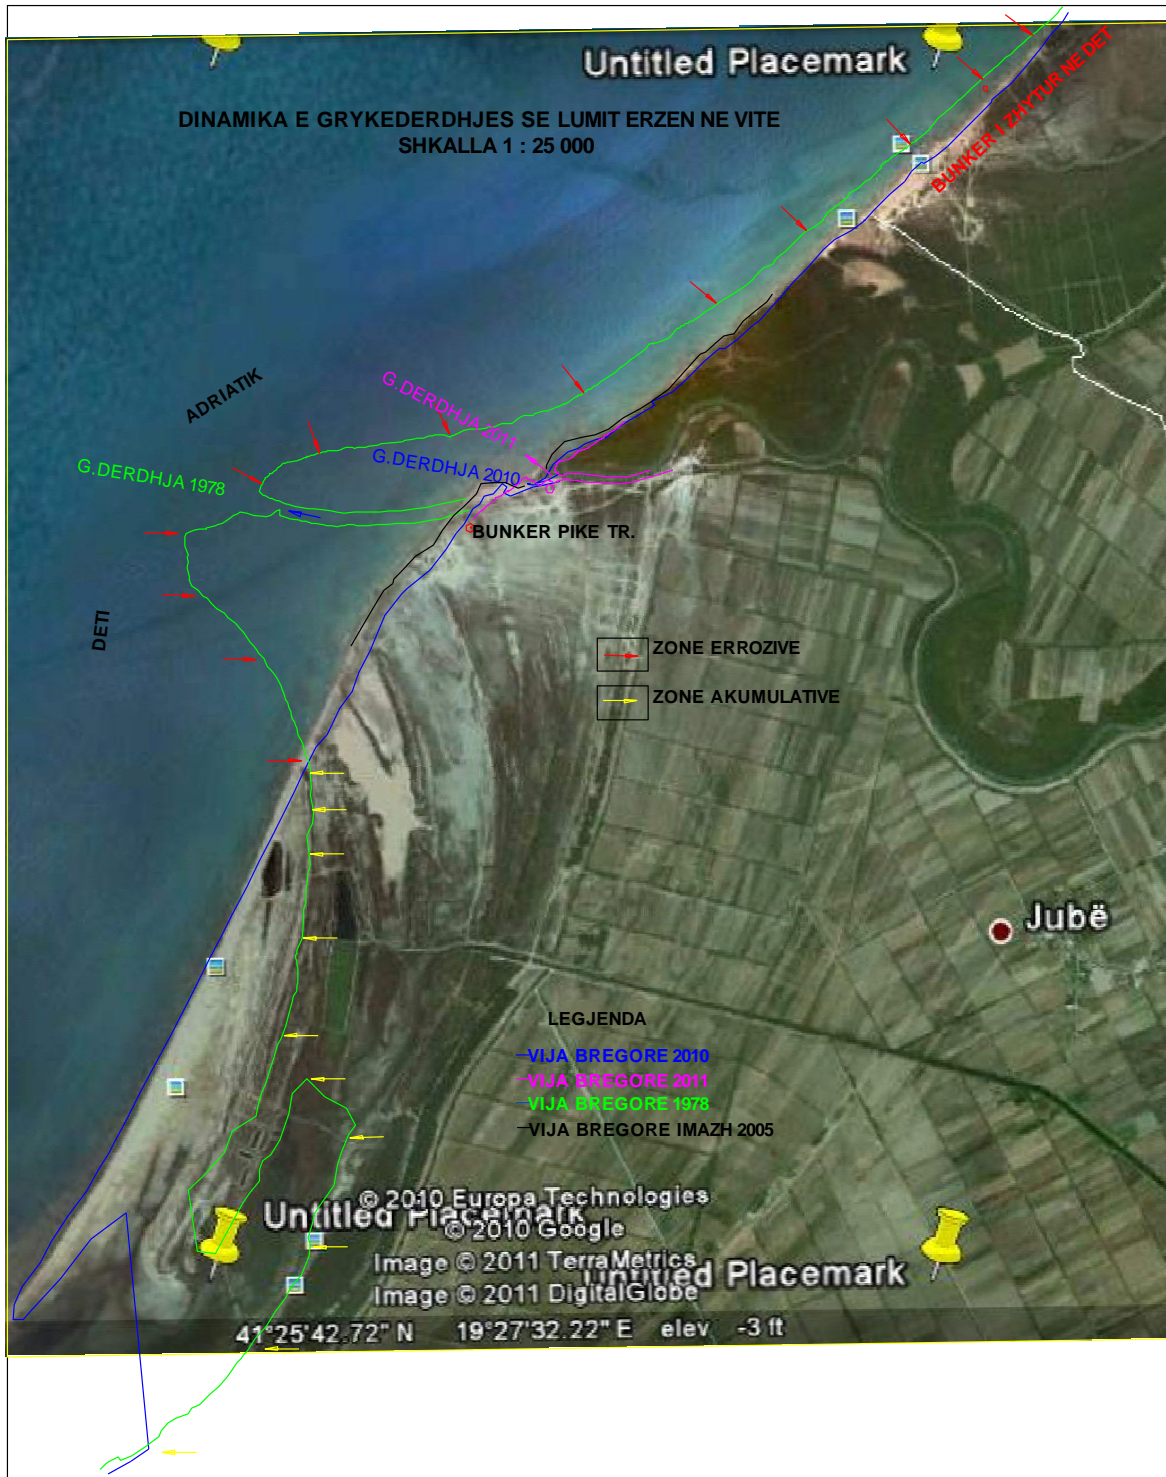 Untitled Placemark
DINAMIKA E GRYKEDERDHJES SE LUMIT ERZEN NE VITE
SHKALLA 1 : 25 000
BUNKER I ZHYTUR NE DET
G
ADRIATIK
G.DERDHJA 2011
G.DERDHJA 2010
G.DERDHJA 1978
G
G
BUNKER PIKE TR.
DETI
ZONE ERROZIVE
ZONE AKUMULATIVE
Jubë
LEGJENDA
VIJA BREGORE 2010
VIJA BREGORE 2011
VIJA BREGORE 1978
VIJA BREGORE IMAZH 2005
© 2010 Europa Technologies
Untitled Placemark
© 2010 Google
Image © 2011 TerraMetrics
Untitled Placemark
Image © 2011 DigitalGlobe
41°25'42.72" N 19°27'32.22" E elev -3 ft